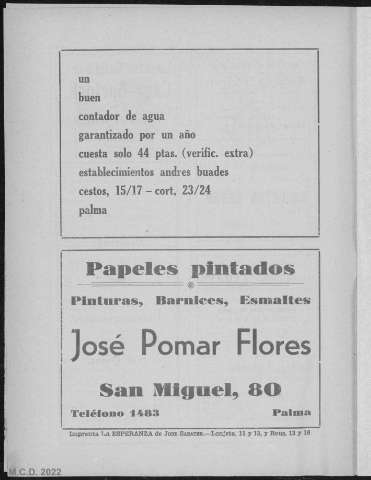 un
buen
contador de agua
garantizado por un año
cuesta solo 44 ptas. (verific. extra)
establecimientos andres buades
cestos, 15/17 – cort, 23/24
palma
Papeles pintados
Pinturas, Barnices, Esmaltes
José Pomar Flores
San Miguel, 80
Teléfono 1483 Palma
Imprenta LA ESPERANZA de José Sabater.—Lonjeta, 11 y 13, y Reus, 13 y 16
M.C.D. 2022